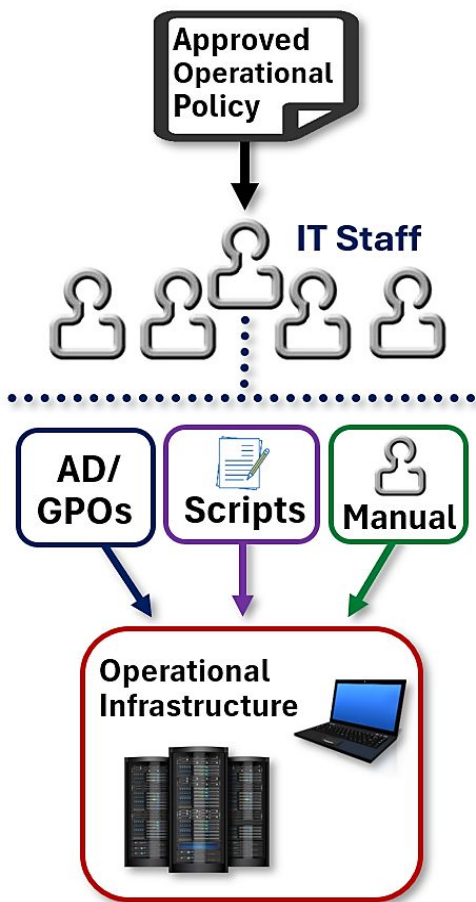 Approved
Operational
Policy
IT Staff
AD/
GPOs
Scripts
Manual
Operational
Infrastructure